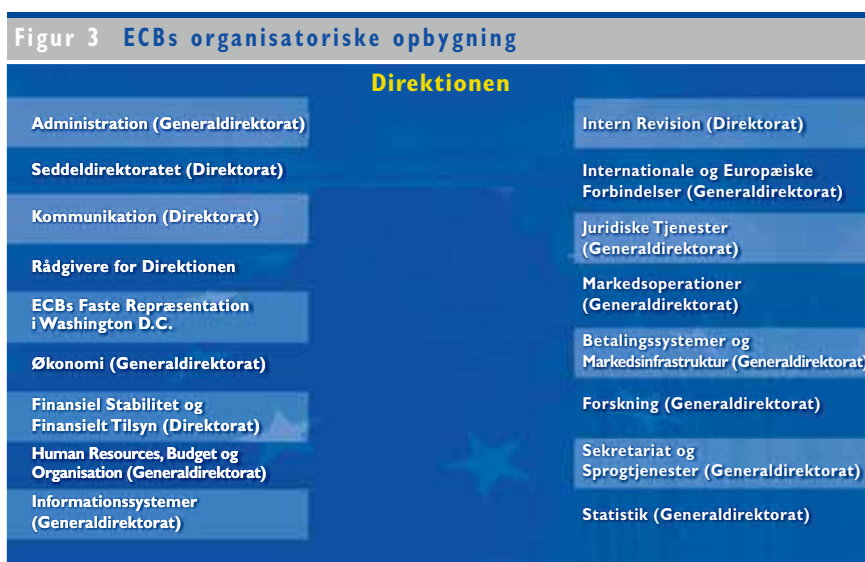 Figur 3 ECBs organisatoriske opbygning
Direktionen
Administration (Generaldirektorat)
Seddeldirektoratet (Direktorat)
Kommunikation (Direktorat)
Rådgivere for Direktionen
ECBs Faste Repræsentation
i Washington D.C.
Økonomi (Generaldirektorat)
Finansiel Stabilitet og
Finansielt Tilsyn (Direktorat)
Human Resources, Budget og
Organisation (Generaldirektorat)
Informationssystemer
(Generaldirektorat)
Intern Revision (Direktorat)
Internationale og Europæiske
Forbindelser (Generaldirektorat)
Juridiske Tjenester
(Generaldirektorat)
Markedsoperationer
(Generaldirektorat)
Betalingssystemer og
Markedsinfrastruktur (Generaldirektorat)
Forskning (Generaldirektorat)
Sekretariat og
Sprogtjenester (Generaldirektorat)
Statistik (Generaldirektorat)